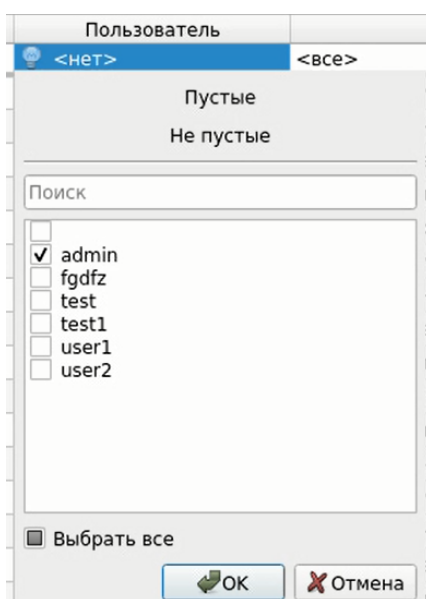 Пользователь
<нет> <все>
Пустые
Не пустые
Поиск
admin
fgdfz
test
test1
user1
user2
Выбрать все
OK Отмена